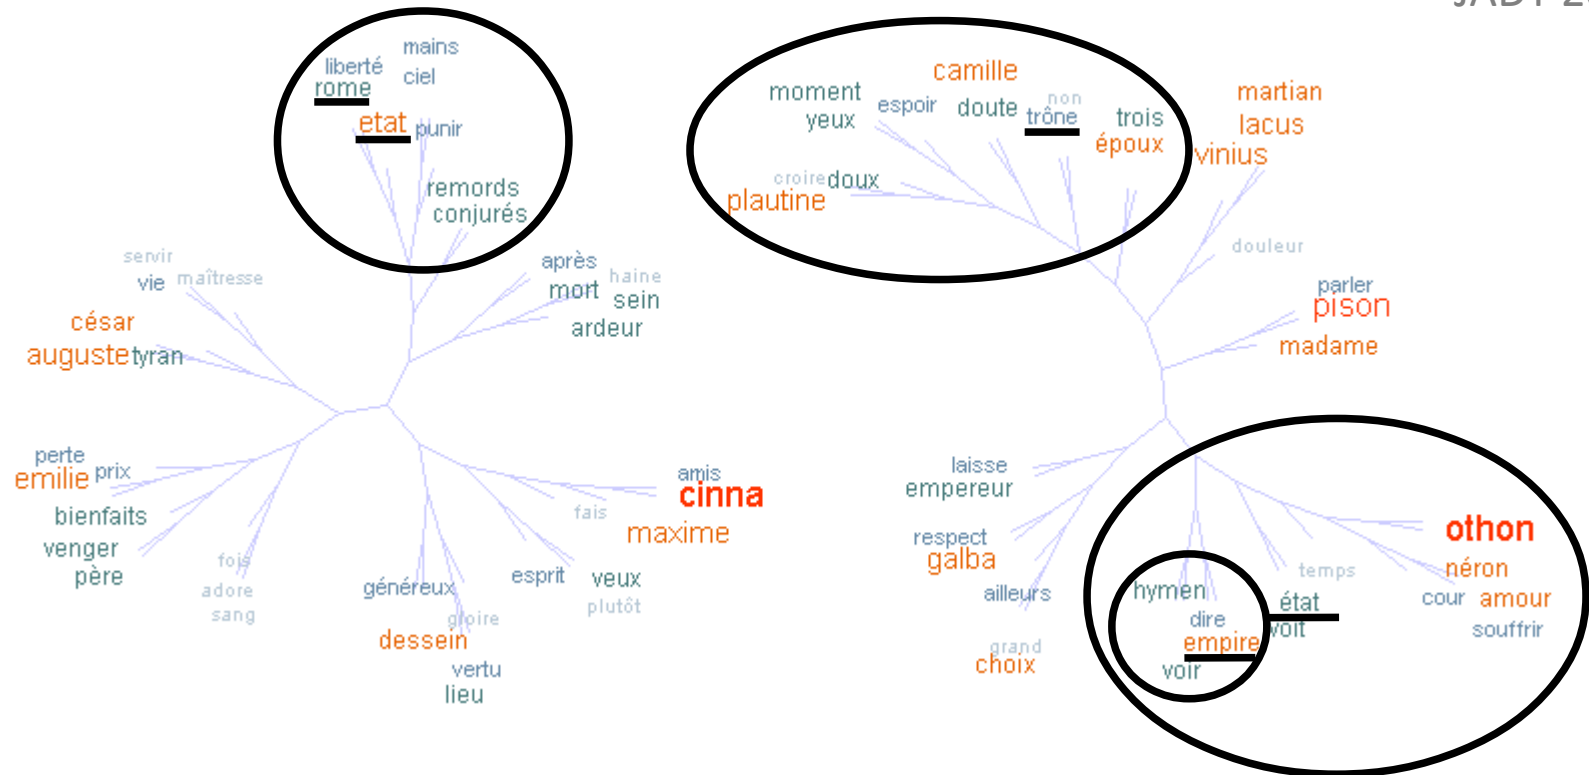 mains
liberté
ciel
rome
etat
punir
remords
conjurés
servir
vie
maîtresse
césar
auguste
tyran
après
haine
mort
sein
ardeur
perte
emilie
prix
bienfaits
venger
père
fois
adore
sang
généreux
gloire
dessein
vertu
lieu
esprit
veux
plutôt
amis
cinna
fais
maxime
camille
moment
yeux
espoir
doute
non
trône
trois
époux
croire
doux
plautine
martian
lacus
vinius
douleur
parler
pison
madame
laisse
empereur
respect
galba
ailleurs
grand
choix
hymen
dire
empire
voir
temps
état
voit
othon
néron
cour
amour
souffrir